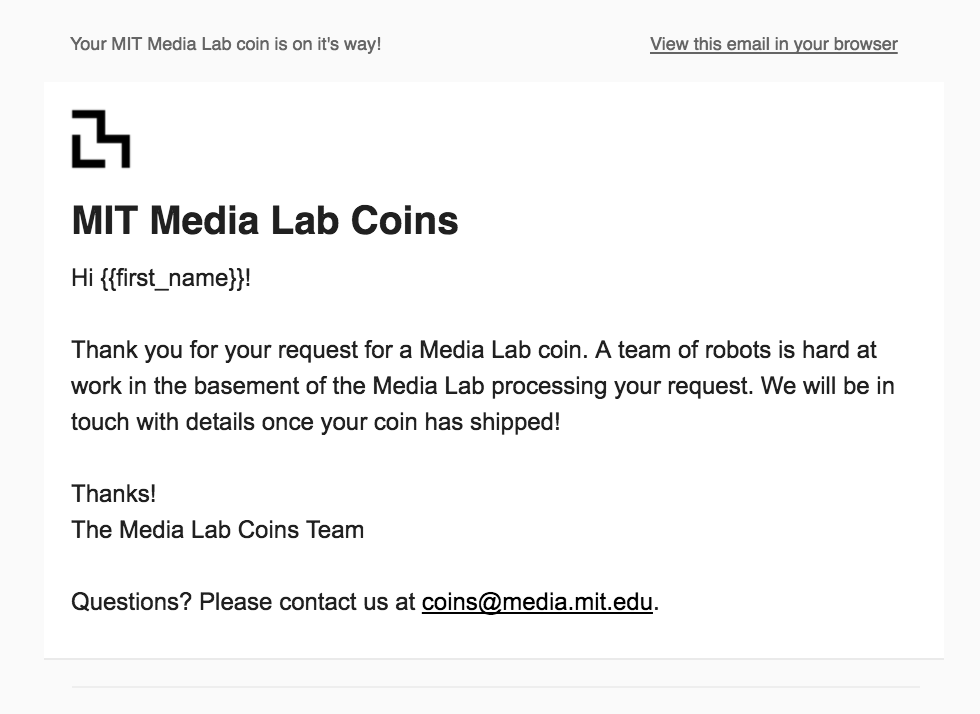 Your MIT Media Lab coin is on it's way!
View this email in your browser
MIT Media Lab Coins
Hi {{first_name}}!
Thank you for your request for a Media Lab coin. A team of robots is hard at
work in the basement of the Media Lab processing your request. We will be in
touch with details once your coin has shipped!
Thanks!
The Media Lab Coins Team
Questions? Please contact us at coins@media.mit.edu.